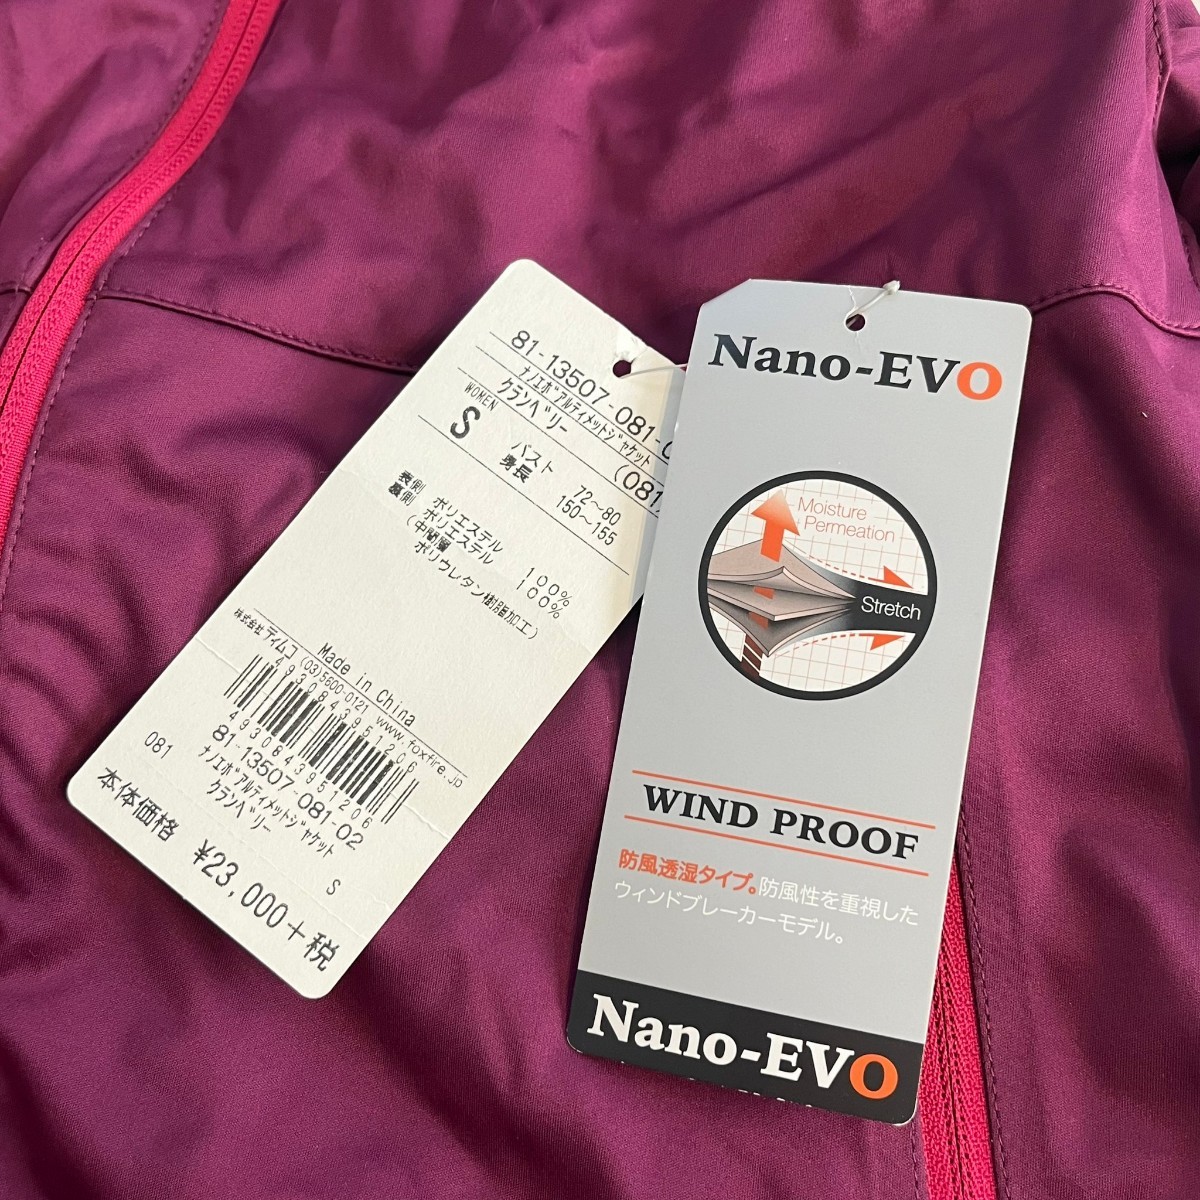 81-13507-081-0
ナノエボアルティメットジャケット
クランベリー (081
WOMEN
S
バスト 72～80
身長 150～155
表側 ポリエステル 100%
裏側 ポリエステル 100%
(中間層 ポリウレタン樹脂加工)
Made in China
株式会社ティムコ (03)5600-0121 www.foxfire.jp
4930843951206
4930843951206
81-13507-081-02
ナノエボアルティメットジャケット
クランベリー
081 S
本体価格 ¥23,000+税
Nano-EVO
Moisture
Permeation
Stretch
WIND PROOF
防風透湿タイプ。防風性を重視した
ウィンドブレーカーモデル。
Nano-EVO